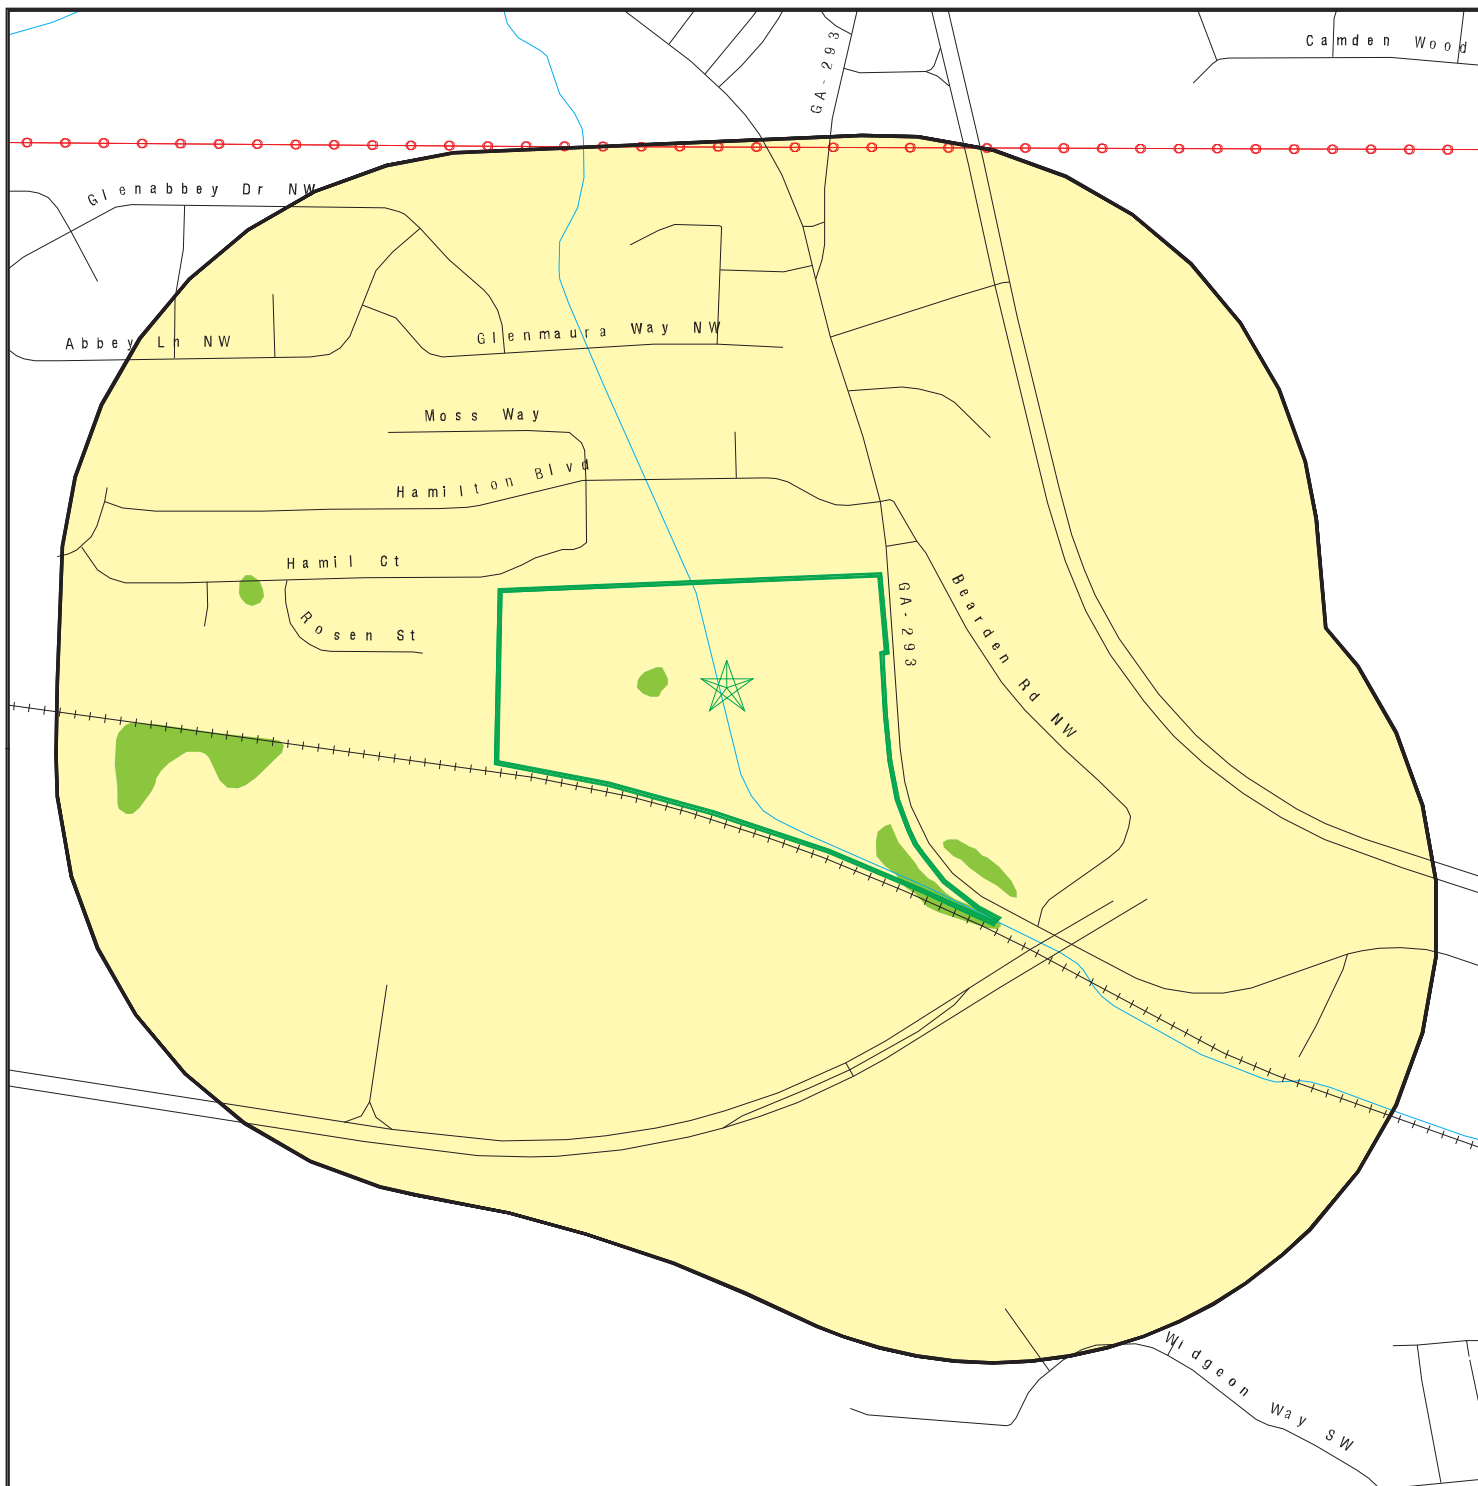 Camden Wood
GA-293
Glenabbey Dr NW
Glenmaura Way NW
Abbey Ln NW
Moss Way
Hamilton Blvd
Hamil Ct
Rosen St
GA-293
Bearden Rd NW
Widgeon Way SW